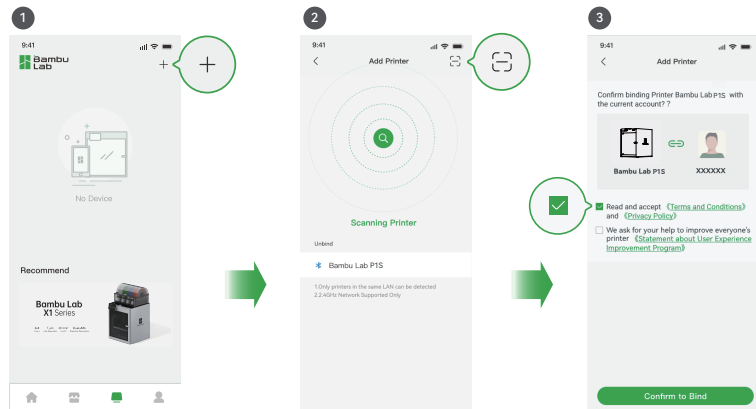 1
9:41
Bambu
Lab
No Device
Recommend
Bambu Lab
X1 Series
2
9:41
Add Printer
Scanning Printer
Unbind
Bambu Lab P1S
1.Only printers in the same LAN can be detected
2.2.4GHz Network Supported Only
3
9:41
Add Printer
Confirm binding Printer Bambu Lab P1S with
the current account? ?
Bambu Lab P1S
XXXXXX
Read and accept 《Terms and Conditions》
and 《Privacy Policy》
We ask for your help to improve everyone's
printer 《Statement about User Experience
Improvement Program》
Confirm to Bind